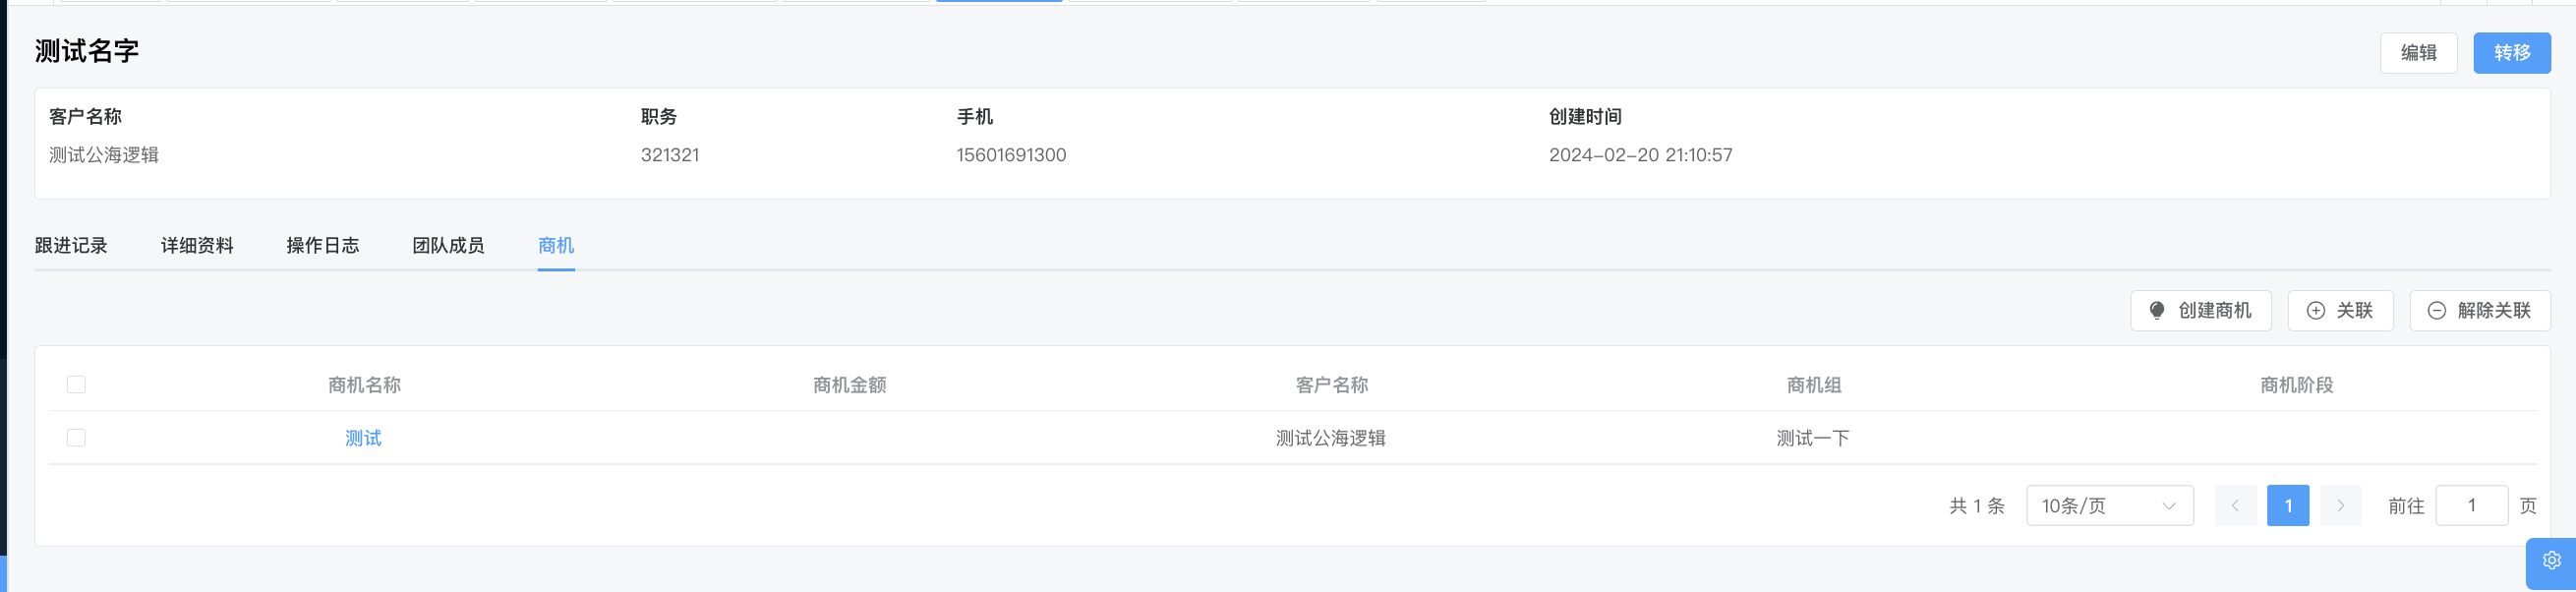 测试名字
编辑 转移
客户名称 职务 手机 创建时间
测试公海逻辑 321321 15601691300 2024-02-20 21:10:57
跟进记录 详细资料 操作日志 团队成员 商机
创建商机 关联 解除关联
商机名称 商机金额 客户名称 商机组 商机阶段
测试 测试公海逻辑 测试一下
共 1 条 10条/页 1 前往 1 页